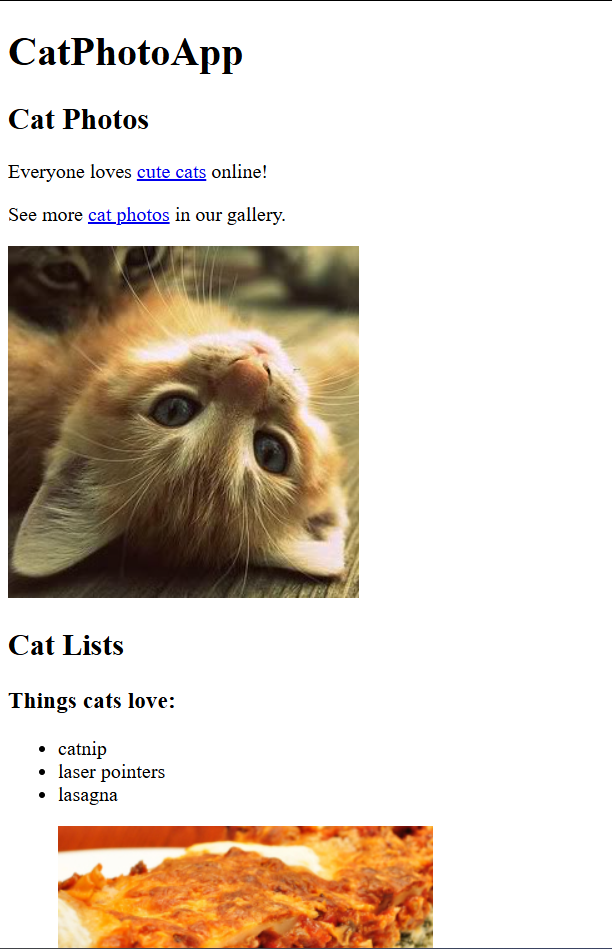 CatPhotoApp
Cat Photos
Everyone loves cute cats online!
See more cat photos in our gallery.
Cat Lists
Things cats love:
catnip
laser pointers
lasagna